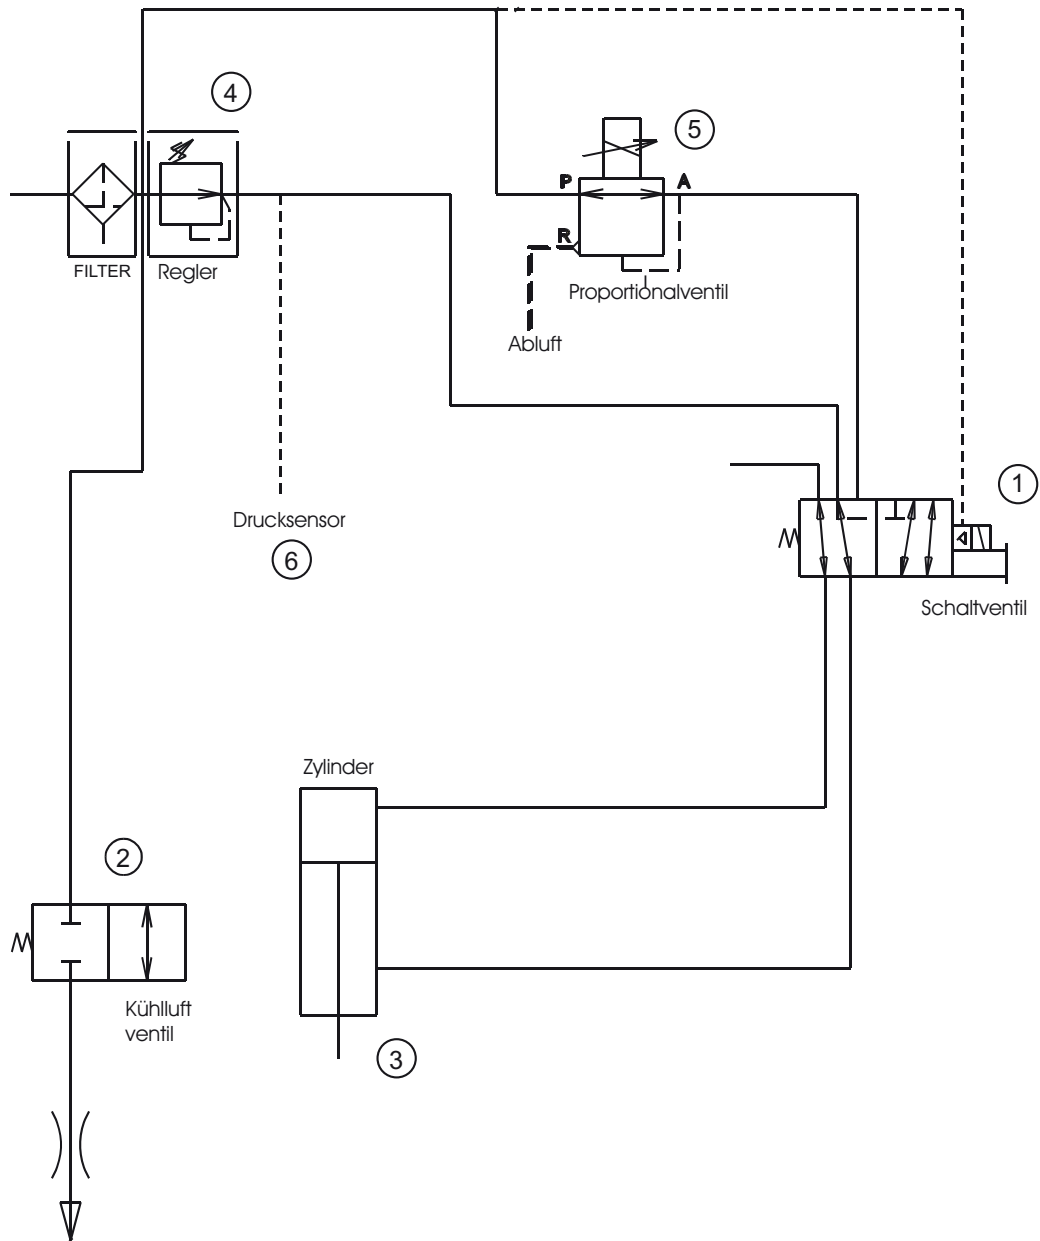 4
5
P
A
R
FILTER
Regler
Proportionalventil
Abluft
1
Drucksensor
6
Schaltventil
Zylinder
2
Kühlluft
ventil
3